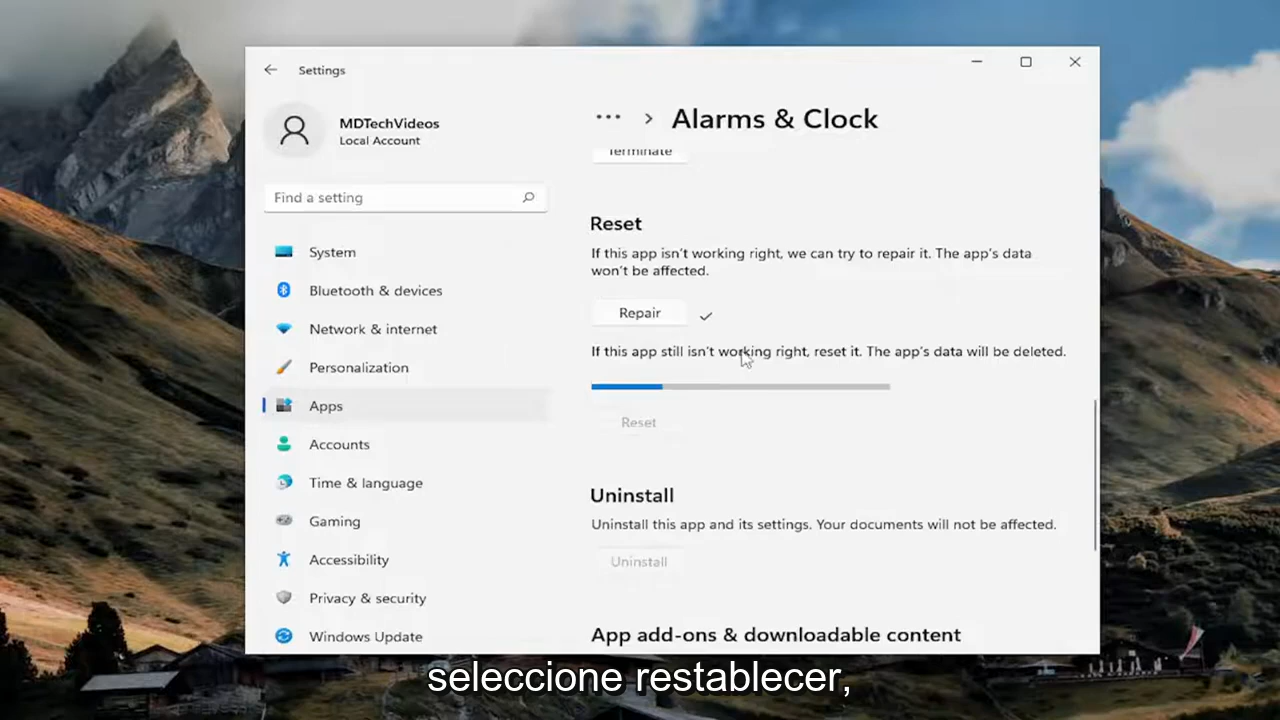 Settings
MDTechVideos
Local Account
Find a setting
System
Bluetooth & devices
Network & internet
Personalization
Apps
Accounts
Time & language
Gaming
Accessibility
Privacy & security
Windows Update
··· > Alarms & Clock
Terminate
Reset
If this app isn't working right, we can try to repair it. The app's data
won't be affected.
Repair
If this app still isn't working right, reset it. The app's data will be deleted.
Reset
Uninstall
Uninstall this app and its settings. Your documents will not be affected.
Uninstall
App add-ons & downloadable content
seleccione restablecer,